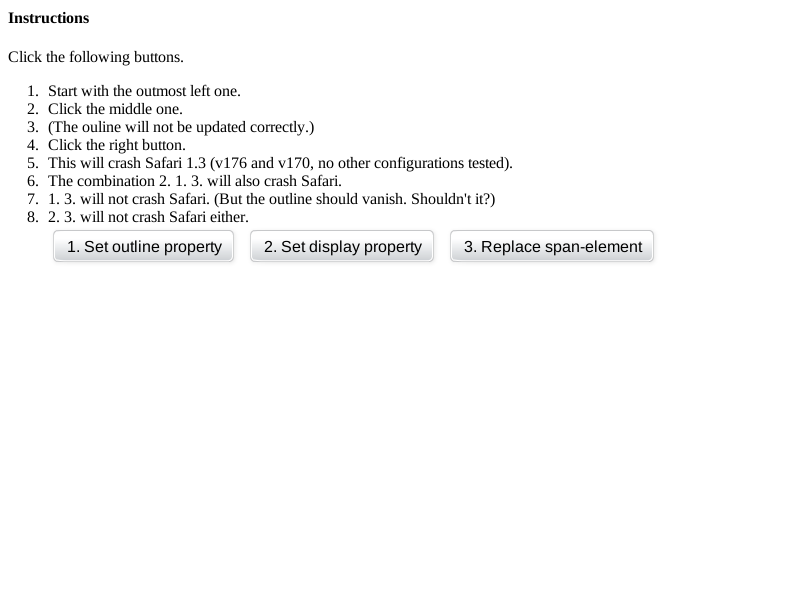 Instructions
Click the following buttons.
1. Start with the outmost left one.
2. Click the middle one.
3. (The ouline will not be updated correctly.)
4. Click the right button.
5. This will crash Safari 1.3 (v176 and v170, no other configurations tested).
6. The combination 2. 1. 3. will also crash Safari.
7. 1. 3. will not crash Safari. (But the outline should vanish. Shouldn't it?)
8. 2. 3. will not crash Safari either.
1. Set outline property 2. Set display property 3. Replace span-element